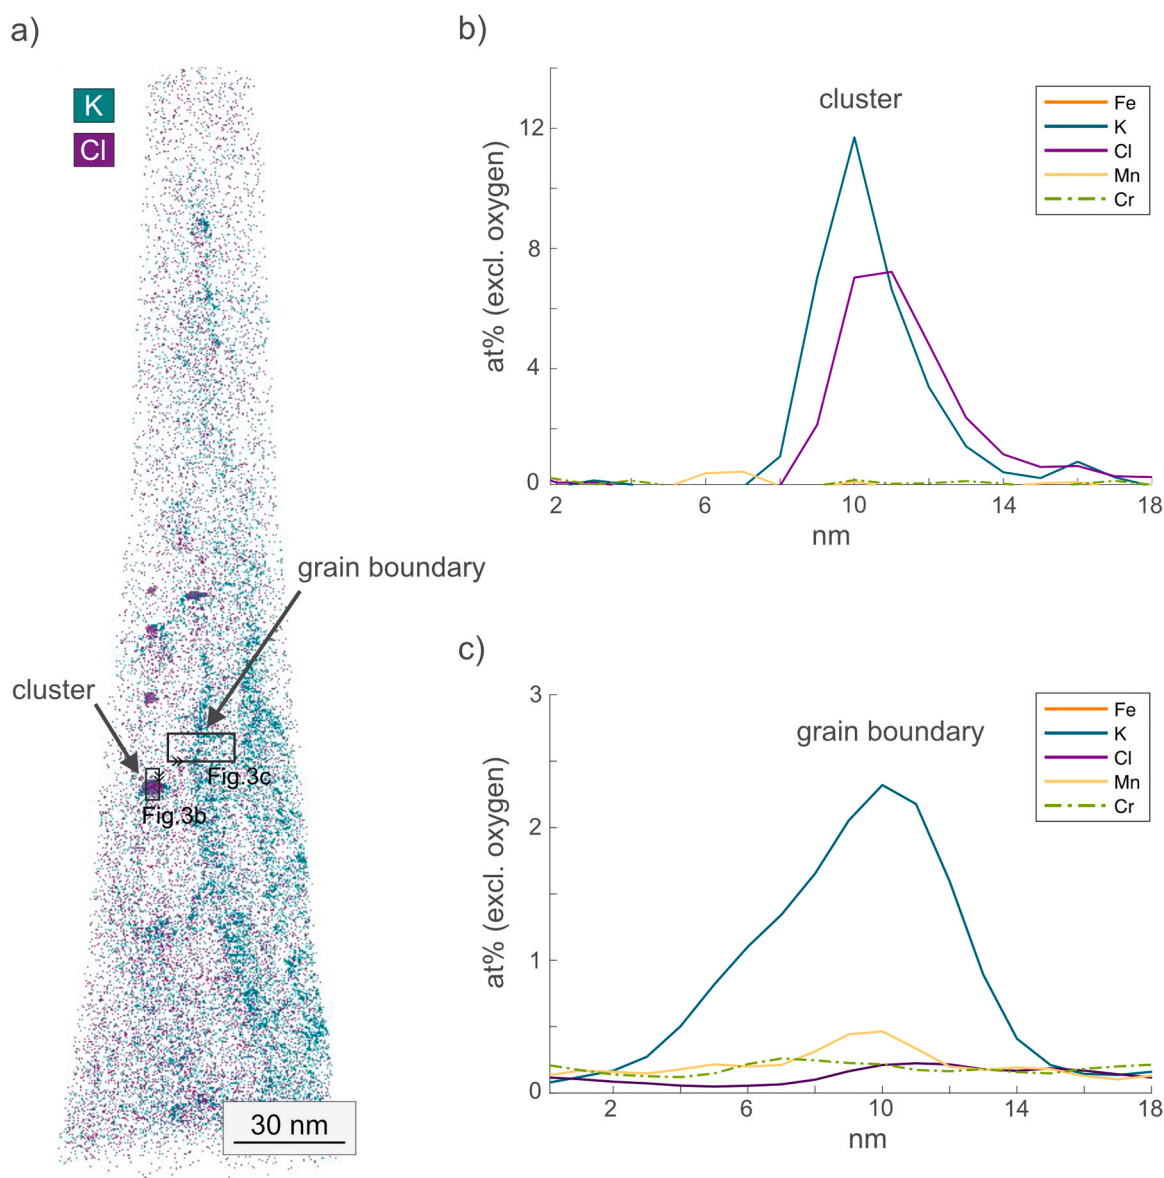 a)
K
Cl
grain boundary
cluster
Fig.3c
Fig.3b
30 nm
b)
cluster
Fe
K
Cl
Mn
Cr
at% (excl. oxygen)
12
8
4
0
2 6 10 14 18
nm
c)
grain boundary
Fe
K
Cl
Mn
Cr
at% (excl. oxygen)
3
2
1
0
2 6 10 14 18
nm